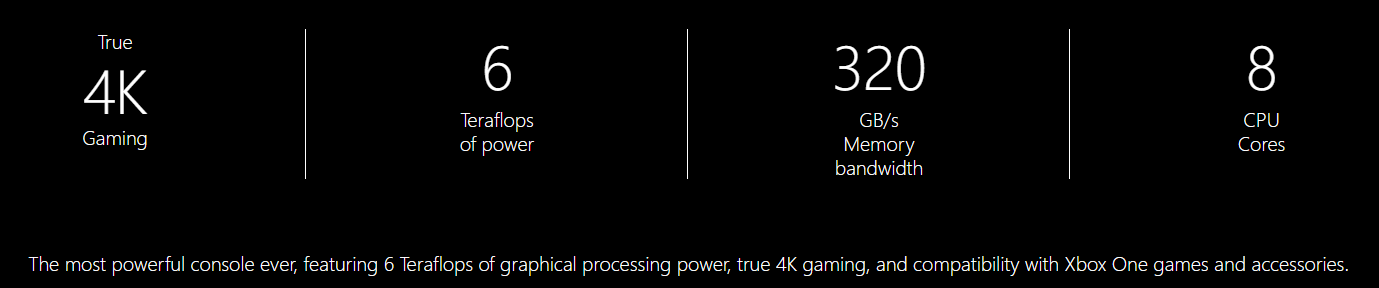 True
4K
Gaming
6
Teraflops
of power
320
GB/s
Memory
bandwidth
8
CPU
Cores
The most powerful console ever, featuring 6 Teraflops of graphical processing power, true 4K gaming, and compatibility with Xbox One games and accessories.